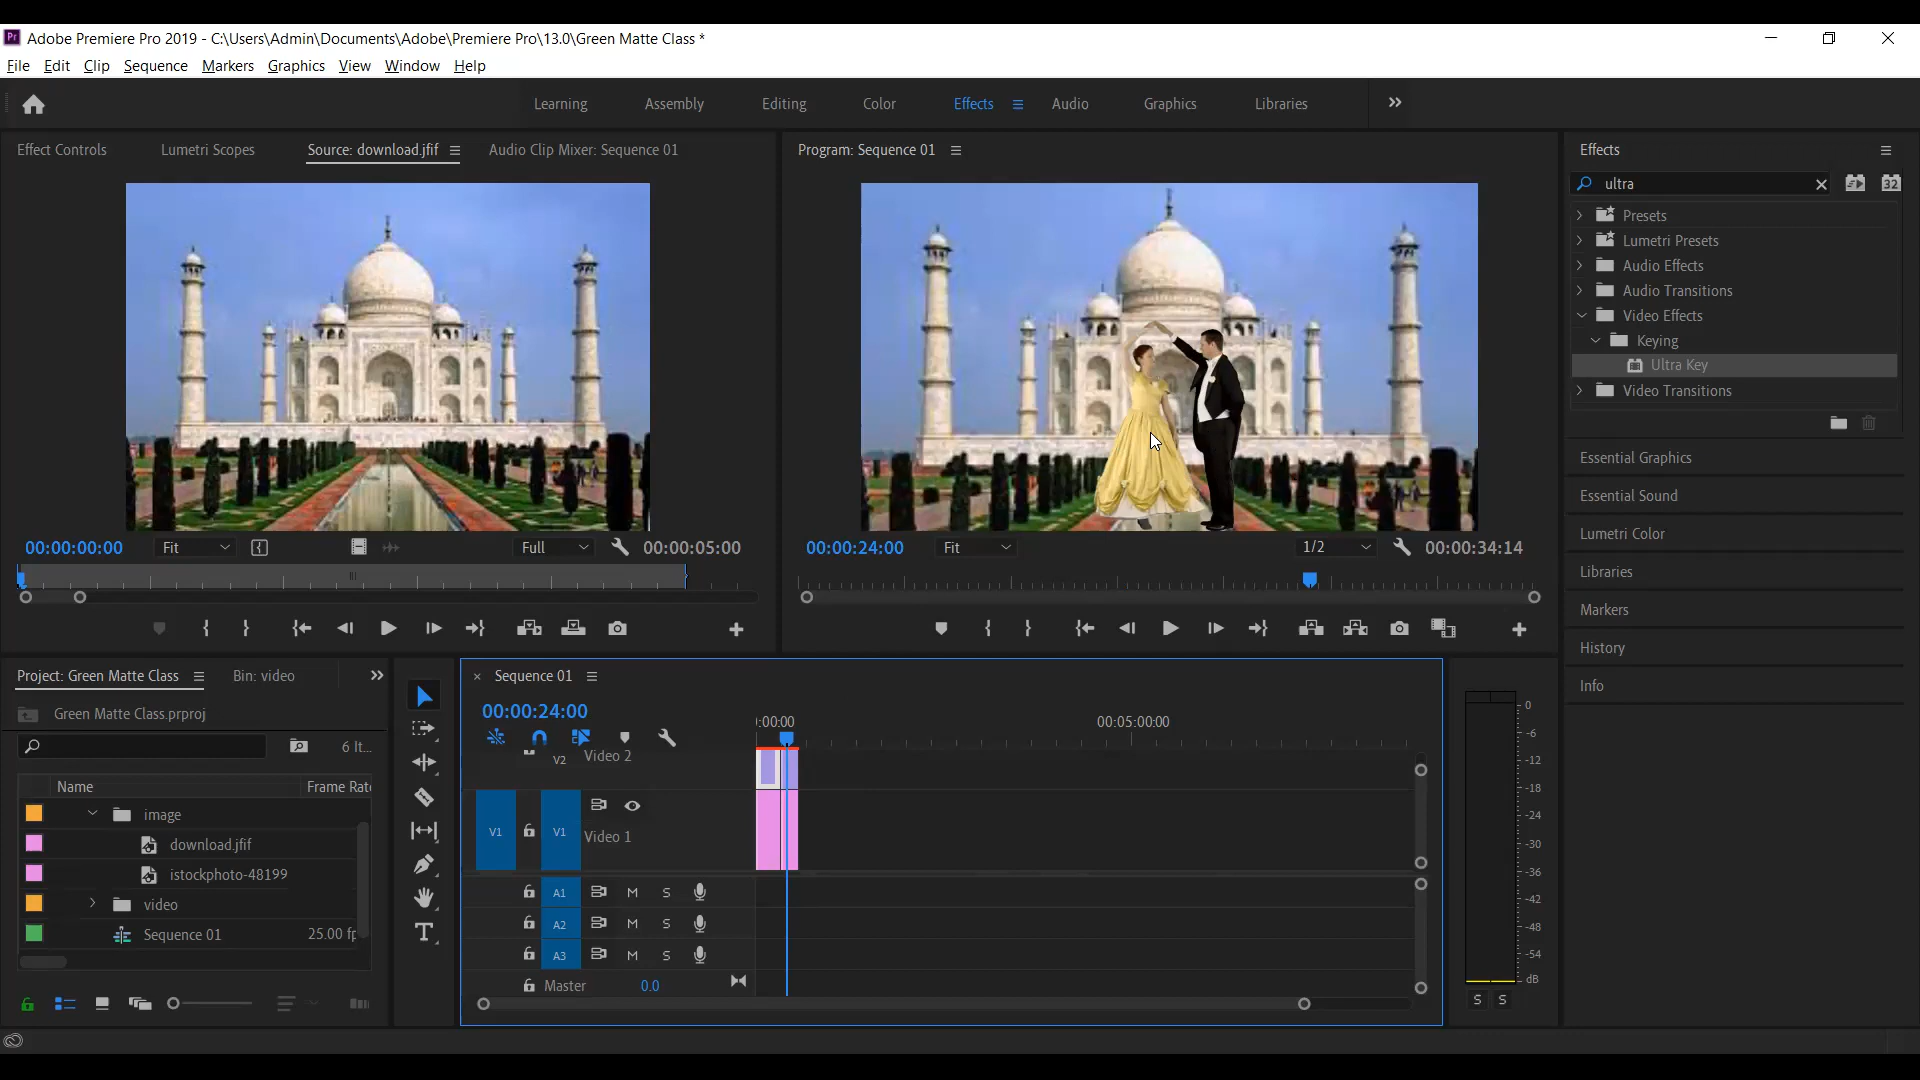 Pr Adobe Premiere Pro 2019 - C:\Users\Admin\Documents\Adobe\Premiere Pro\13.0\Green Matte Class *
File Edit Clip Sequence Markers Graphics View Window Help
Learning Assembly Editing Color Effects Audio Graphics Libraries
Effect Controls Lumetri Scopes Source: download.jfif Audio Clip Mixer: Sequence 01
Program: Sequence 01
Effects
ultra
32
Presets
Lumetri Presets
Audio Effects
Audio Transitions
Video Effects
Keying
Ultra Key
Video Transitions
Essential Graphics
Essential Sound
Lumetri Color
Libraries
Markers
History
Info
00:00:00:00 Fit Full 00:00:05:00
00:00:24:00 Fit 1/2 00:00:34:14
Project: Green Matte Class Bin: video
Green Matte Class.prproj
6 It...
Name Frame Rat
image
download.jfif
istockphoto-48199
video
Sequence 01 25.00 fp
× Sequence 01
00:00:24:00
:00:00 00:05:00:00
V2 Video 2
V1 V1 Video 1
A1 M S
A2 M S
A3 M S
Master 0.0
0
-6
-12
-18
-24
-30
-36
-42
-48
-54
dB
S S